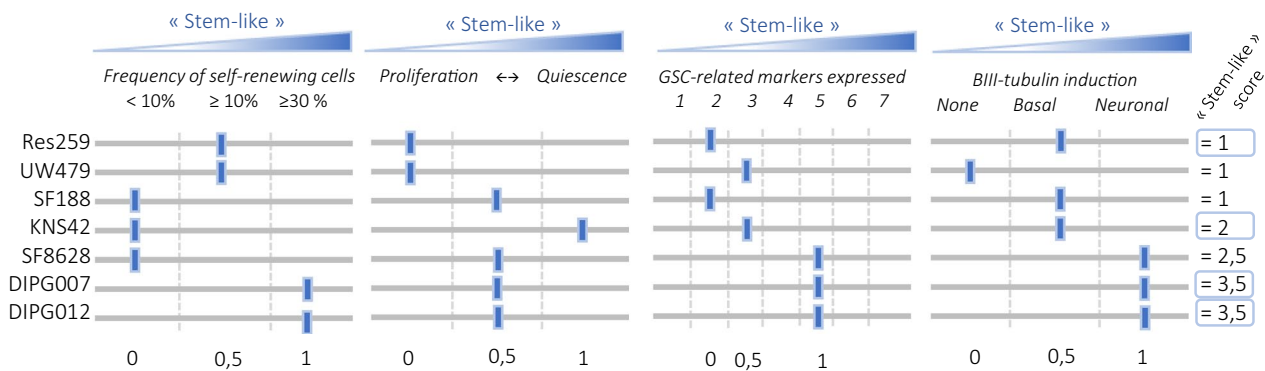 « Stem-like » « Stem-like » « Stem-like » « Stem-like »
Frequency of self-renewing cells Proliferation ↔ Quiescence GSC-related markers expressed BIII-tubulin induction « Stem-like » score
< 10% ≥ 10% ≥30 % 1 2 3 4 5 6 7 None Basal Neuronal
Res259 = 1
UW479 = 1
SF188 = 1
KNS42 = 2
SF8628 = 2,5
DIPG007 = 3,5
DIPG012 = 3,5
0 0,5 1 0 0,5 1 0 0,5 1 0 0,5 1